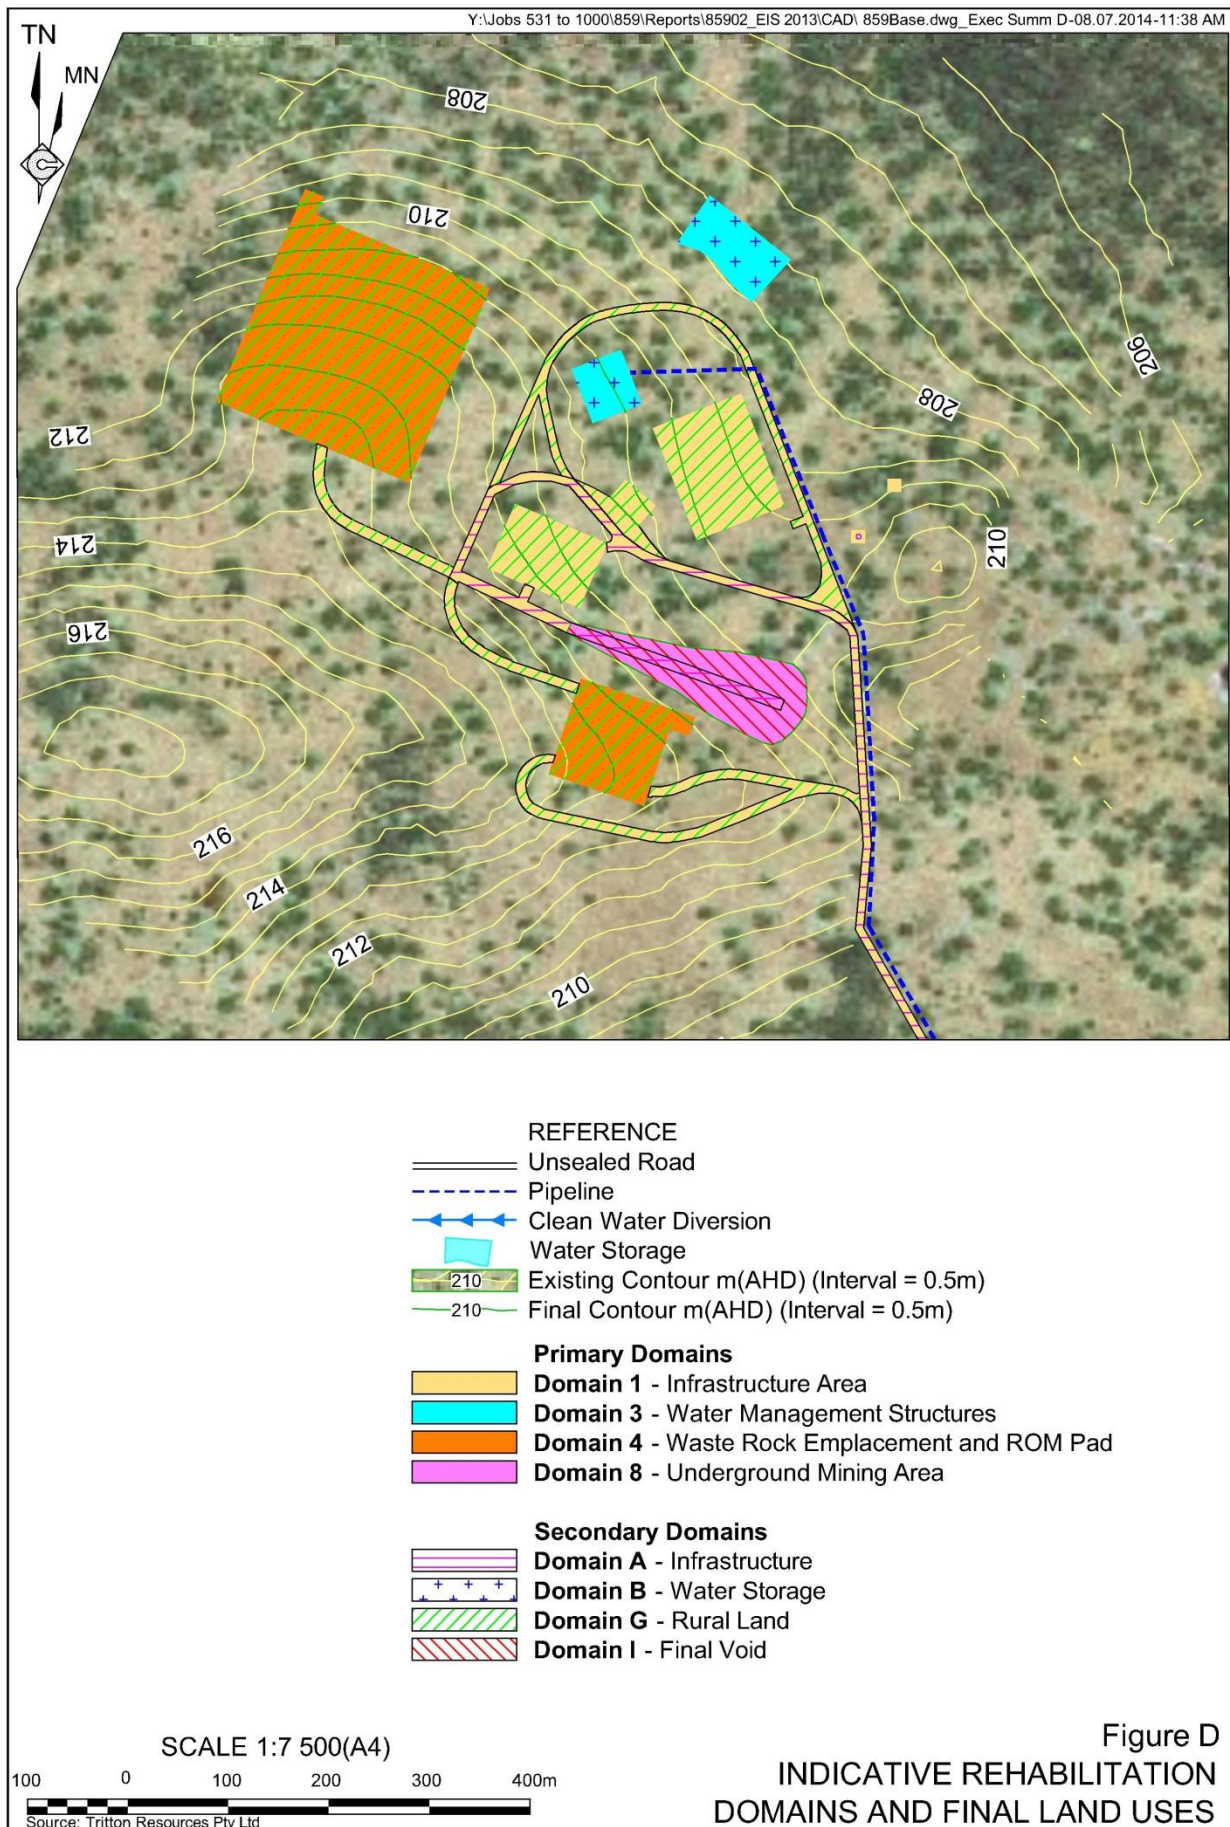 Y:\Jobs 531 to 1000\859\Reports\85902_EIS 2013\CAD\ 859Base.dwg_Exec Summ D-08.07.2014-11:38 AM
TN
MN
208
210
206
208
212
210
214
216
216
214
212
210
REFERENCE
Unsealed Road
Pipeline
Clean Water Diversion
Water Storage
210 Existing Contour m(AHD) (Interval = 0.5m)
210 Final Contour m(AHD) (Interval = 0.5m)
Primary Domains
Domain 1 - Infrastructure Area
Domain 3 - Water Management Structures
Domain 4 - Waste Rock Emplacement and ROM Pad
Domain 8 - Underground Mining Area
Secondary Domains
Domain A - Infrastructure
Domain B - Water Storage
Domain G - Rural Land
Domain I - Final Void
SCALE 1:7 500(A4)
100 0 100 200 300 400m
Source: Tritton Resources Pty Ltd
Figure D
INDICATIVE REHABILITATION
DOMAINS AND FINAL LAND USES